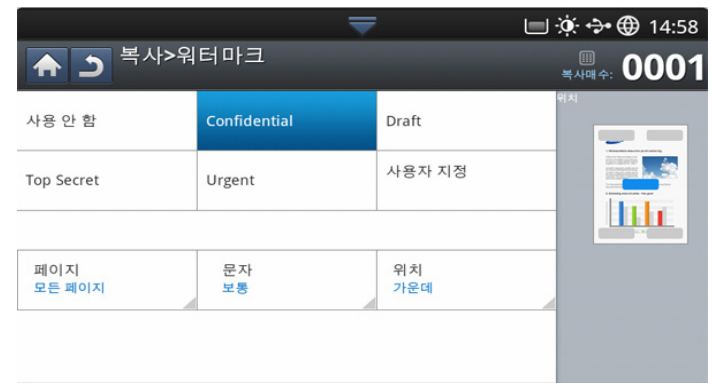 14:58
복사>워터마크
복사매수: 0001
위치
사용 안 함
Confidential
Draft
Top Secret
Urgent
사용자 지정
페이지
모든 페이지
문자
보통
위치
가운데